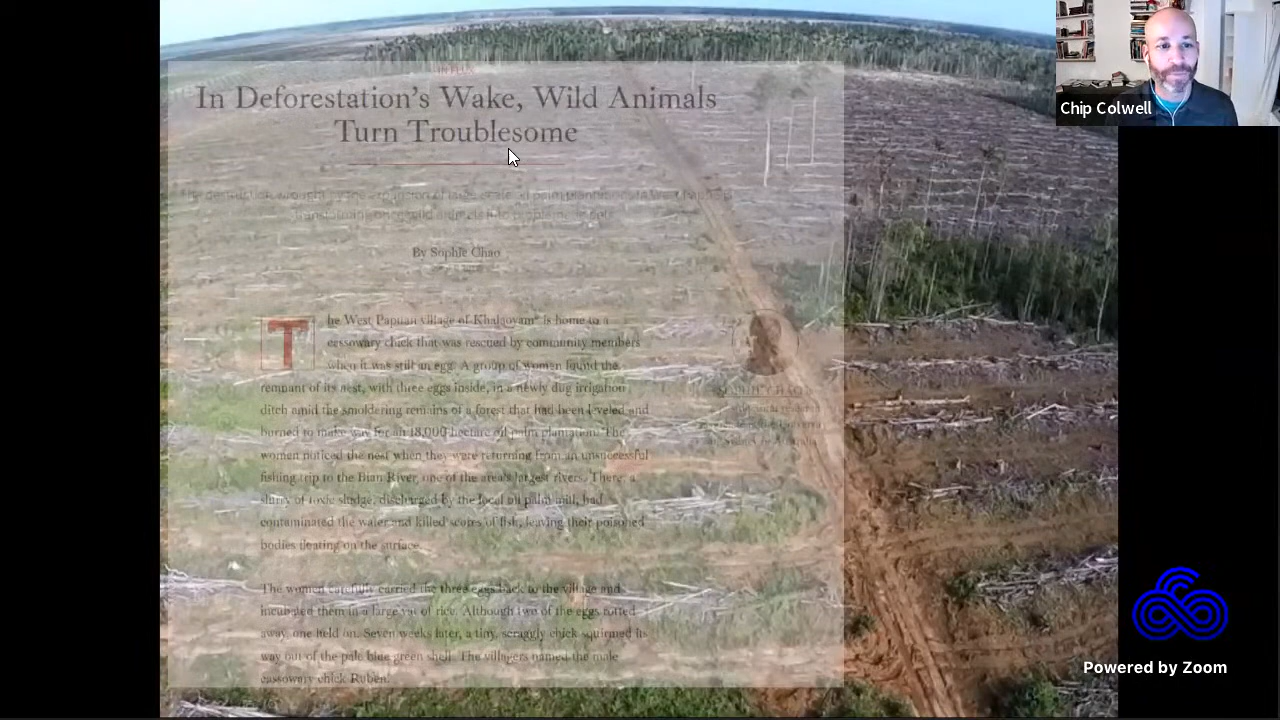 In Deforestation's Wake, Wild Animals
Turn Troublesome
By Sophie Chao
The West Papuan village of Khalaoyam* is home to a
cassowary chick that was rescued by community members
when it was still an egg. A group of women found the
remnant of its nest, with three eggs inside, in a newly dug irrigation
ditch amid the smoldering remains of a forest that had been leveled and
burned to make way for an 18,000-hectare oil palm plantation. The
women noticed the nest when they were returning from an unsuccessful
fishing trip to the Bian River, one of the area's largest rivers. There, a
slurry of toxic sludge, discharged by the local oil palm mill, had
contaminated the water and killed scores of fish, leaving their poisoned
bodies floating on the surface.
The women carefully carried the three eggs back to the village and
incubated them in a large vat of rice. Although two of the eggs rotted
away, one held on. Seven weeks later, a tiny, scraggly chick squirmed its
way out of the pale blue green shell. The villagers named the male
cassowary chick Ruben.
Chip Colwell
Powered by Zoom